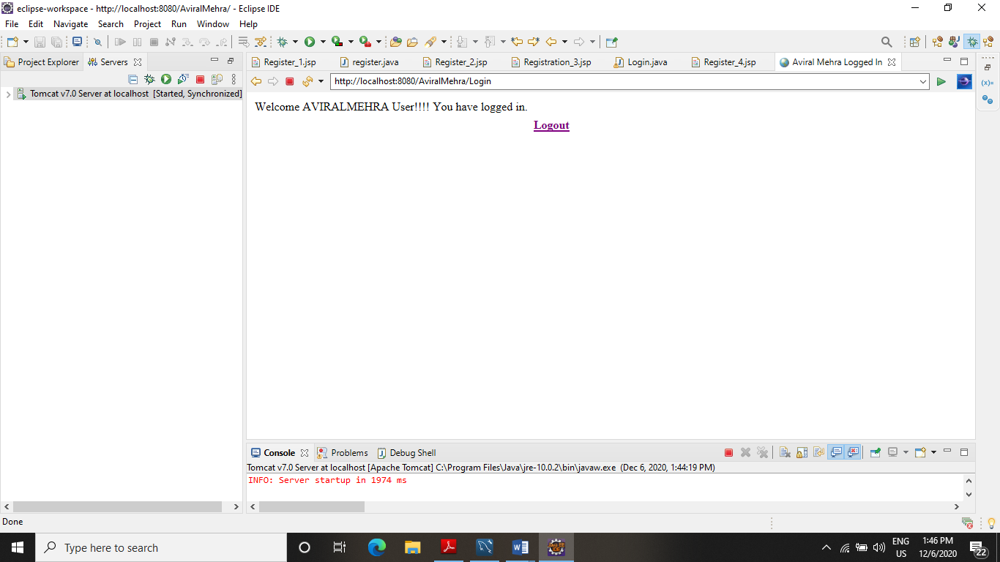 eclipse-workspace - http://localhost:8080/AviralMehra/ - Eclipse IDE
File Edit Navigate Search Project Run Window Help
Project Explorer Servers
Register_1.jsp register.java Register_2.jsp Registration_3.jsp Login.java Register_4.jsp Aviral Mehra Logged In
http://localhost:8080/AviralMehra/Login
(x)=
Tomcat v7.0 Server at localhost [Started, Synchronized]
Welcome AVIRALMEHRA User!!!! You have logged in.
Logout
Console Problems Debug Shell
Tomcat v7.0 Server at localhost [Apache Tomcat] C:\Program Files\Java\jre-10.0.2\bin\javaw.exe (Dec 6, 2020, 1:44:19 PM)
INFO: Server startup in 1974 ms
Done
Type here to search
Java EE
IDE
ENG
US
1:46 PM
12/6/2020
22